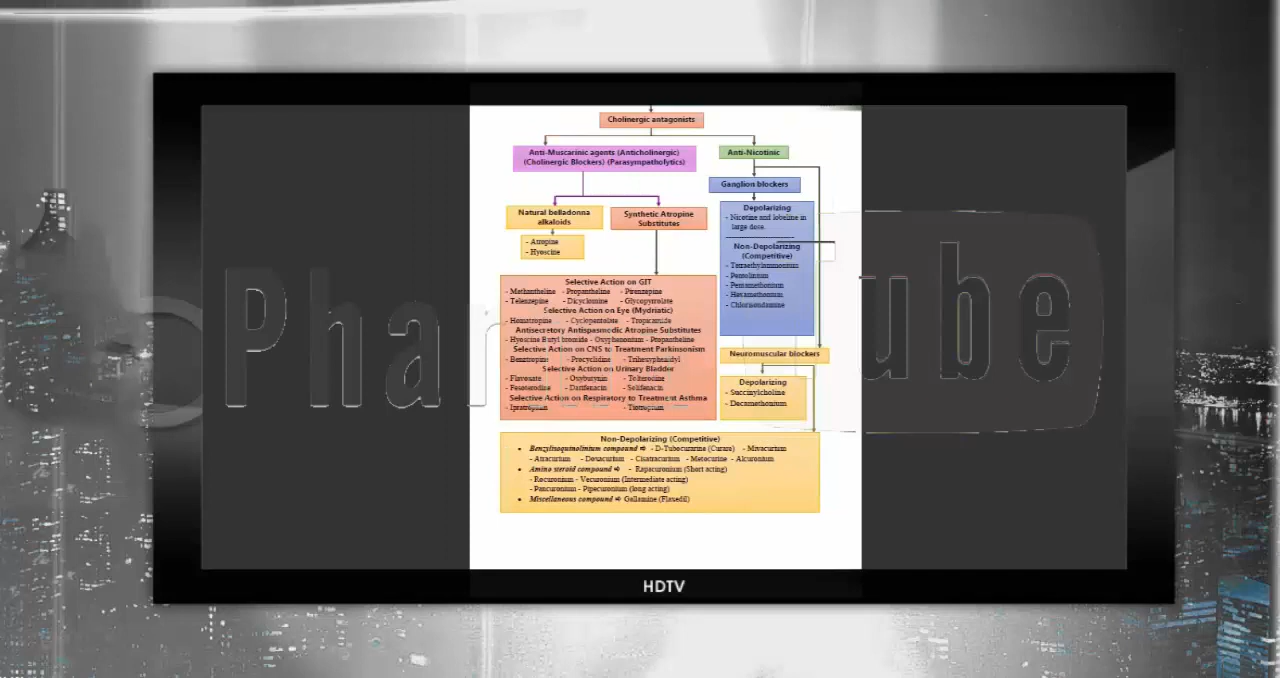 Cholinergic antagonists
Anti-Muscarinic agents (Anticholinergic)
(Cholinergic Blockers) (Parasympatholytics)
Anti-Nicotinic
Ganglion blockers
Natural belladonna
alkaloids
- Atropine
- Hyoscine
Synthetic Atropine
Substitutes
Depolarizing
- Nicotine and lobeline in
large dose.
Non-Depolarizing
(Competitive)
- Tetraethylammonium
- Pentolinium
- Pentamethonium
- Hexamethonium
- Chlorisondamine
Selective Action on GIT
- Methantheline - Propantheline - Pirenzepine
- Telenzepine - Dicyclomine - Glycopyrrolate
Selective Action on Eye (Mydriatic)
- Homatropine - Cyclopentolate - Tropicamide
Antisecretory Antispasmodic Atropine Substitutes
- Hyoscine Butyl bromide - Oxyphenonium - Propantheline
Selective Action on CNS to Treatment Parkinsonism
- Benztropine - Procyclidine - Trihexyphenidyl
Selective Action on Urinary Bladder
- Flavoxate - Oxybutynin - Tolterodine
- Fesoterodine - Darifenacin - Solifenacin
Selective Action on Respiratory to Treatment Asthma
- Ipratropium - Tiotropium
Neuromuscular blockers
Depolarizing
- Succinylcholine
- Decamethonium
Non-Depolarizing (Competitive)
• Benzylisoquinolinium compound ⇨ - D-Tubocurarine (Curare) - Mivacurium
- Atracurium - Doxacurium - Cisatracurium - Metocurine - Alcuronium
• Amino steroid compound ⇨ - Rapacuronium (Short acting)
- Rocuronium - Vecuronium (Intermediate acting)
- Pancuronium - Pipecuronium (long acting)
• Miscellaneous compound ⇨ Gallamine (Flaxedil)
Phar ube
HDTV